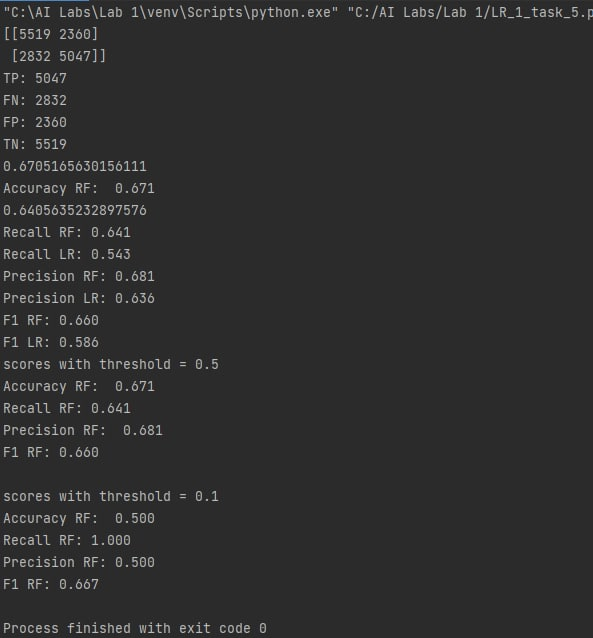 "C:\AI Labs\Lab 1\venv\Scripts\python.exe" "C:/AI Labs/Lab 1/LR_1_task_5.p
[[5519 2360]
 [2832 5047]]
TP: 5047
FN: 2832
FP: 2360
TN: 5519
0.6705165630156111
Accuracy RF:  0.671
0.6405635232897576
Recall RF: 0.641
Recall LR: 0.543
Precision RF: 0.681
Precision LR: 0.636
F1 RF: 0.660
F1 LR: 0.586
scores with threshold = 0.5
Accuracy RF:  0.671
Recall RF: 0.641
Precision RF:  0.681
F1 RF: 0.660

scores with threshold = 0.1
Accuracy RF:  0.500
Recall RF: 1.000
Precision RF: 0.500
F1 RF: 0.667

Process finished with exit code 0